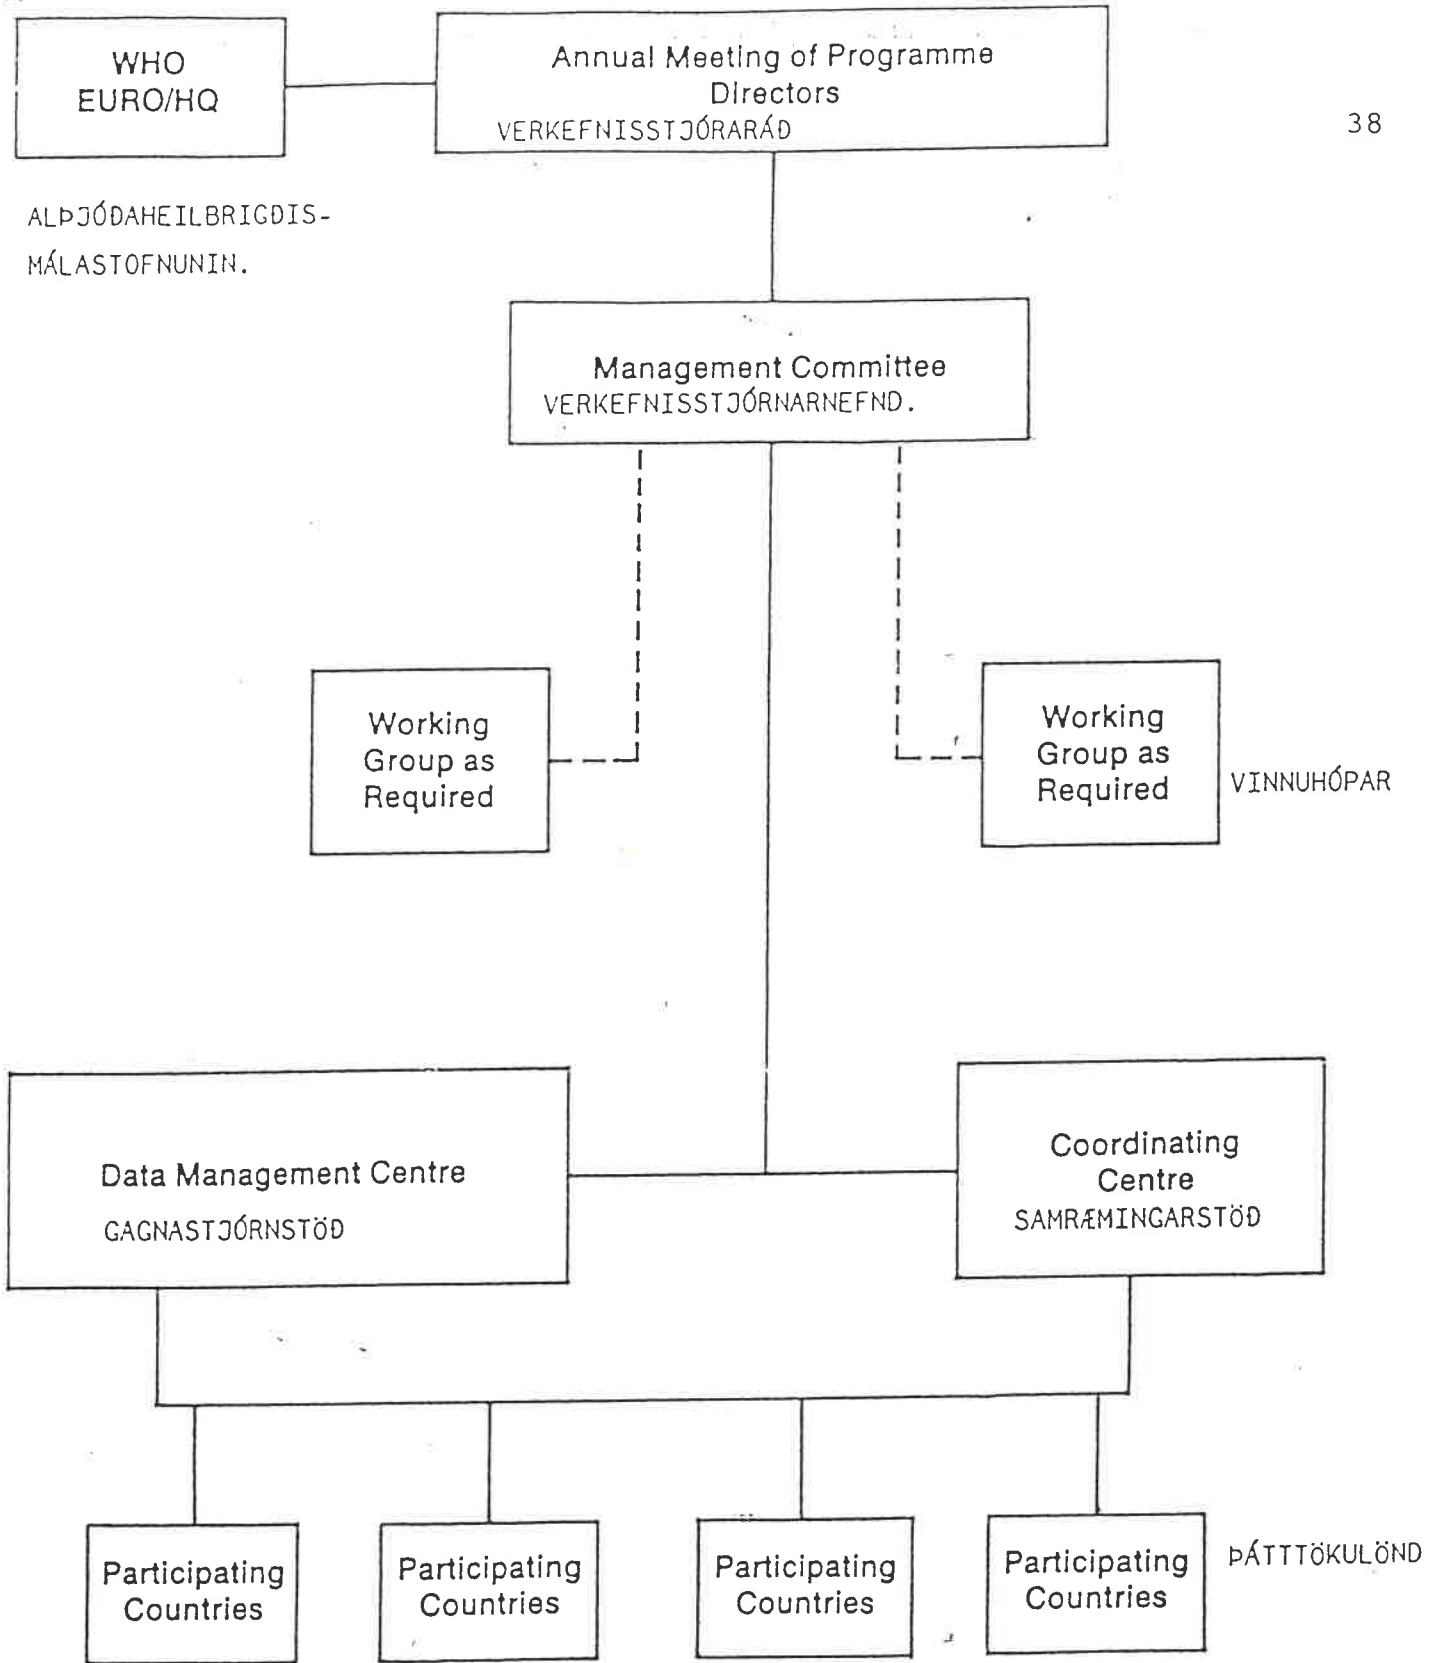 WHO
EURO/HQ
Annual Meeting of Programme
Directors
VERKEFNISSTJÓRARÁÐ
38
ALÞJÓÐAHEILBRIGÐIS-
MÁLASTOFNUNIN.
Management Committee
VERKEFNISSTJÓRNARNEFND.
Working
Group as
Required
Working
Group as
Required
VINNUHÓPAR
Data Management Centre
GAGNASTJÓRNSTÖÐ
Coordinating
Centre
SAMRÆMINGARSTÖÐ
Participating
Countries
Participating
Countries
Participating
Countries
Participating
Countries
ÞÁTTTÖKULÖND